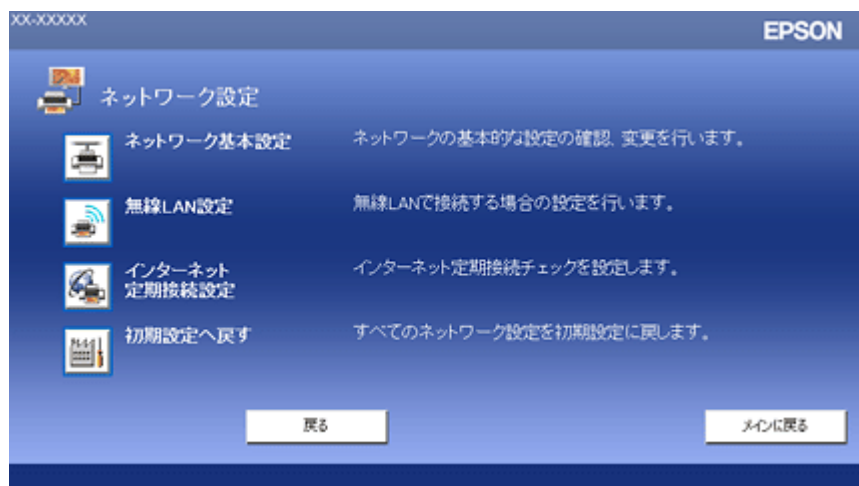 XX-XXXXX
EPSON
ネットワーク設定
ネットワーク基本設定
ネットワークの基本的な設定の確認、変更を行います。
無線LAN設定
無線LANで接続する場合の設定を行います。
インターネット
定期接続設定
インターネット定期接続チェックを設定します。
初期設定へ戻す
すべてのネットワーク設定を初期設定に戻します。
戻る
メインに戻る